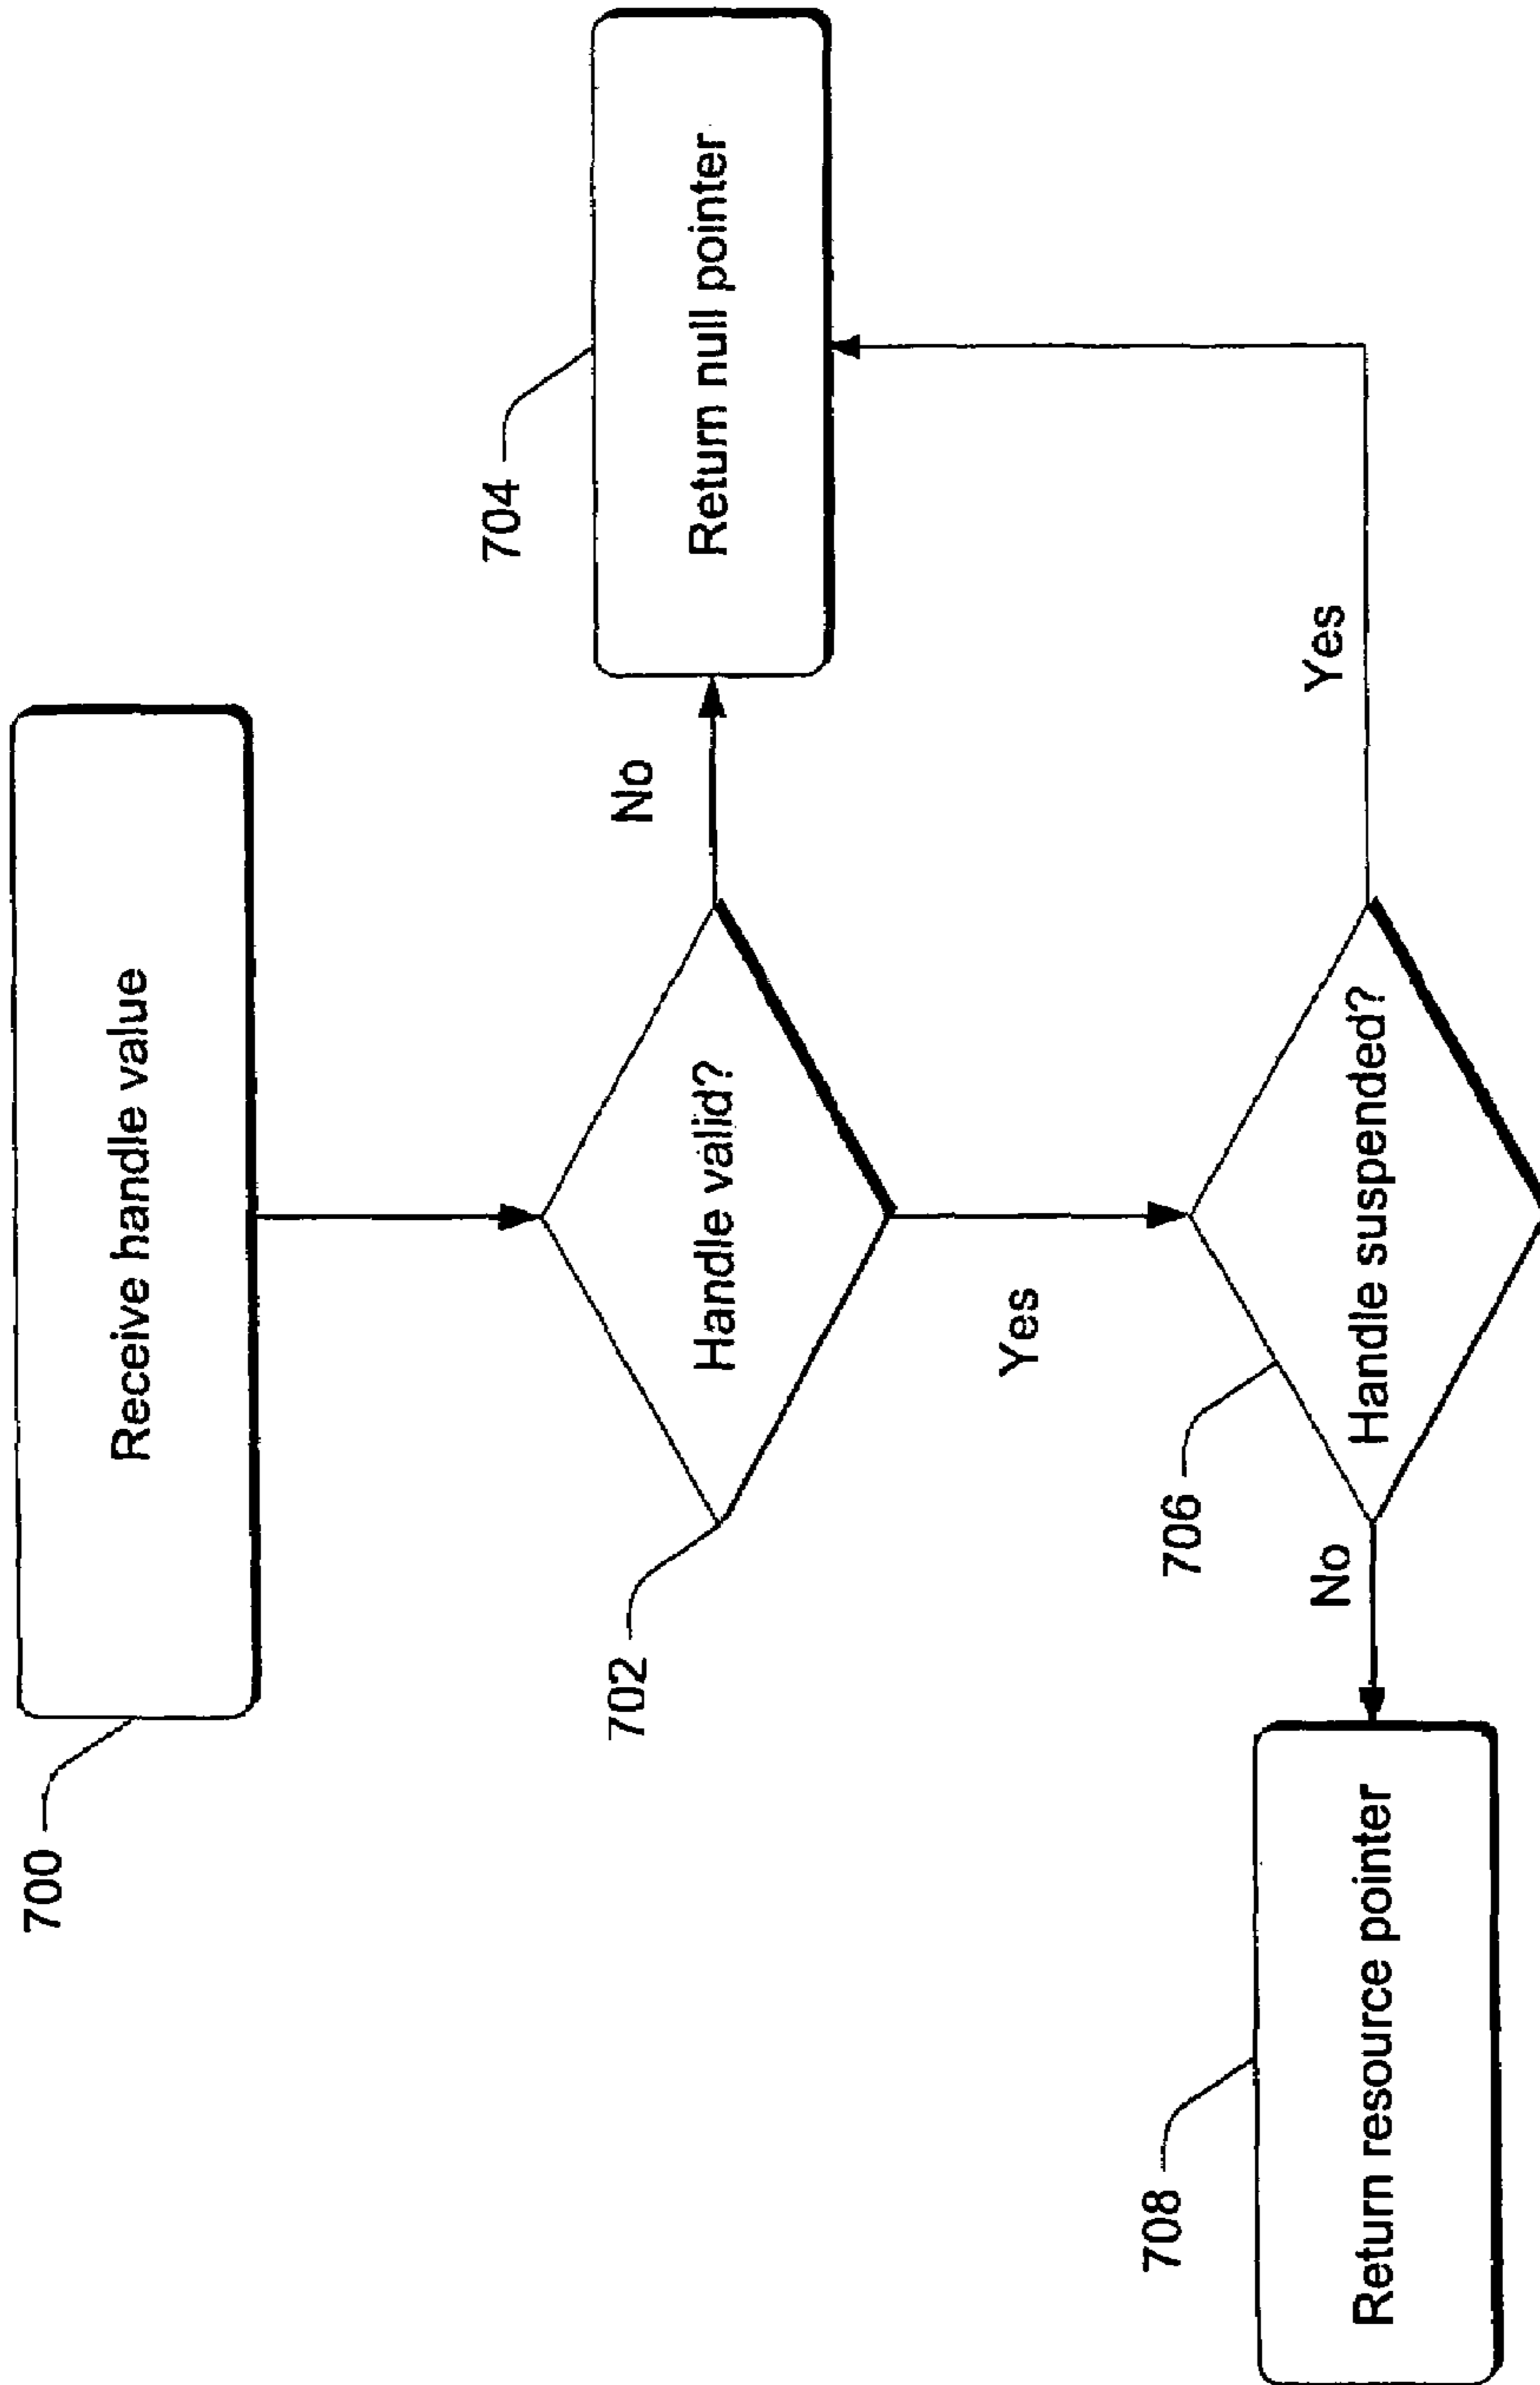 700
Receive handle value
702
Handle valid?
No
704
Return null pointer
Yes
706
Handle suspended?
Yes
No
708
Return resource pointer